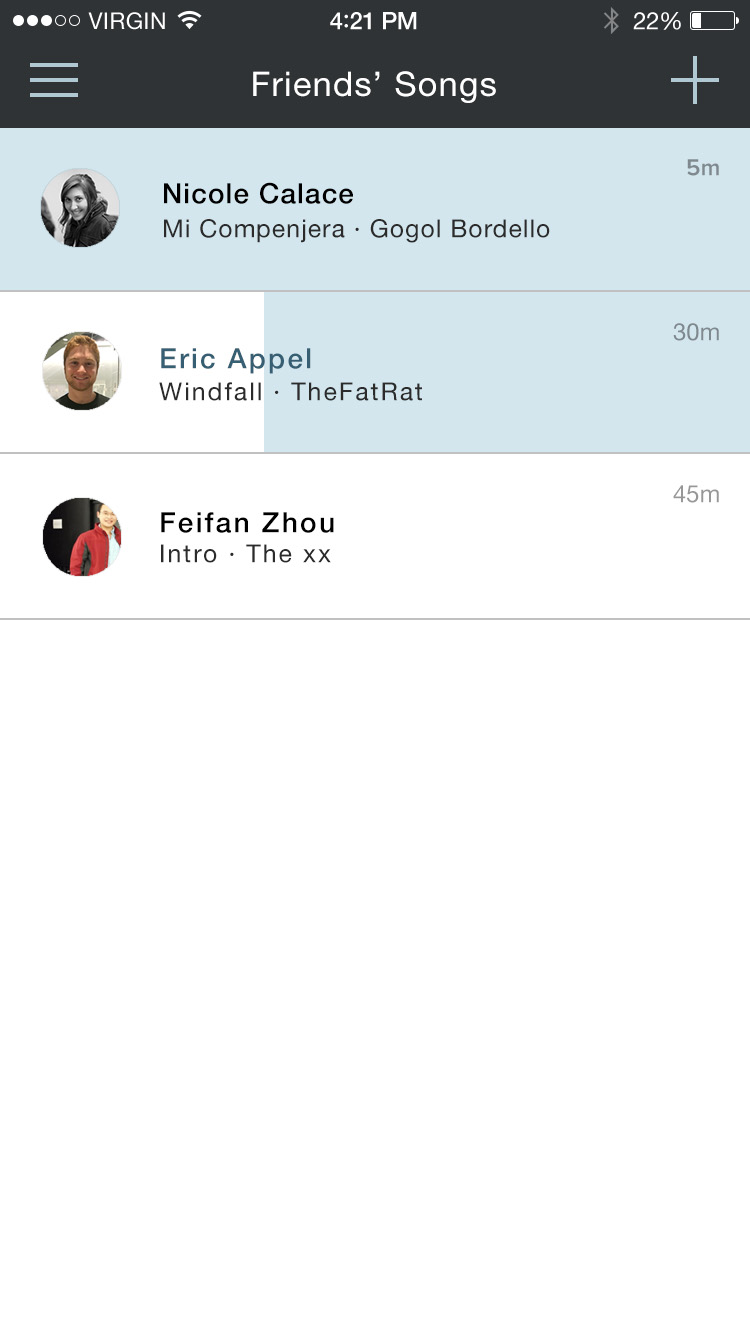 VIRGIN 4:21 PM 22%
Friends’ Songs
5m
Nicole Calace
Mi Compenjera · Gogol Bordello
30m
Eric Appel
Windfall · TheFatRat
45m
Feifan Zhou
Intro · The xx